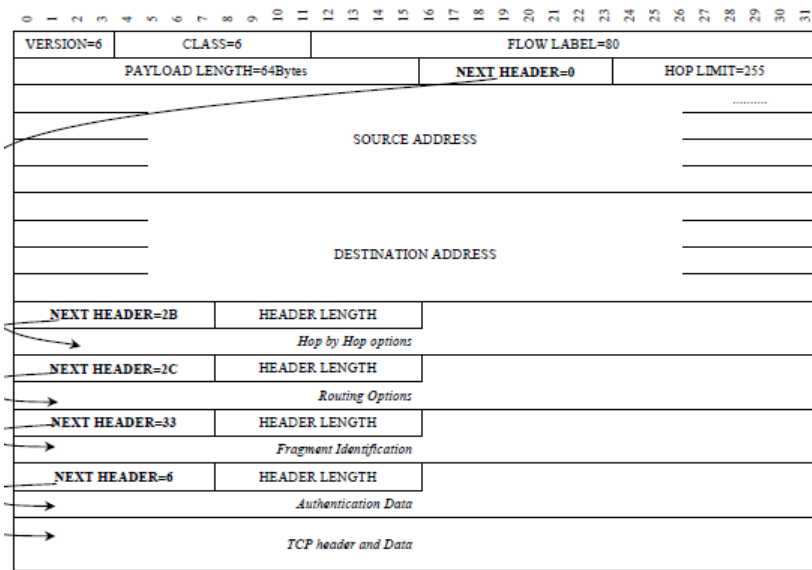 0 1 2 3 4 5 6 7 8 9 10 11 12 13 14 15 16 17 18 19 20 21 22 23 24 25 26 27 28 29 30 31
VERSION=6 CLASS=6 FLOW LABEL=80
PAYLOAD LENGTH=64Bytes NEXT HEADER=0 HOP LIMIT=255
..........
SOURCE ADDRESS
DESTINATION ADDRESS
NEXT HEADER=2B HEADER LENGTH
Hop by Hop options
NEXT HEADER=2C HEADER LENGTH
Routing Options
NEXT HEADER=33 HEADER LENGTH
Fragment Identification
NEXT HEADER=6 HEADER LENGTH
Authentication Data
TCP header and Data